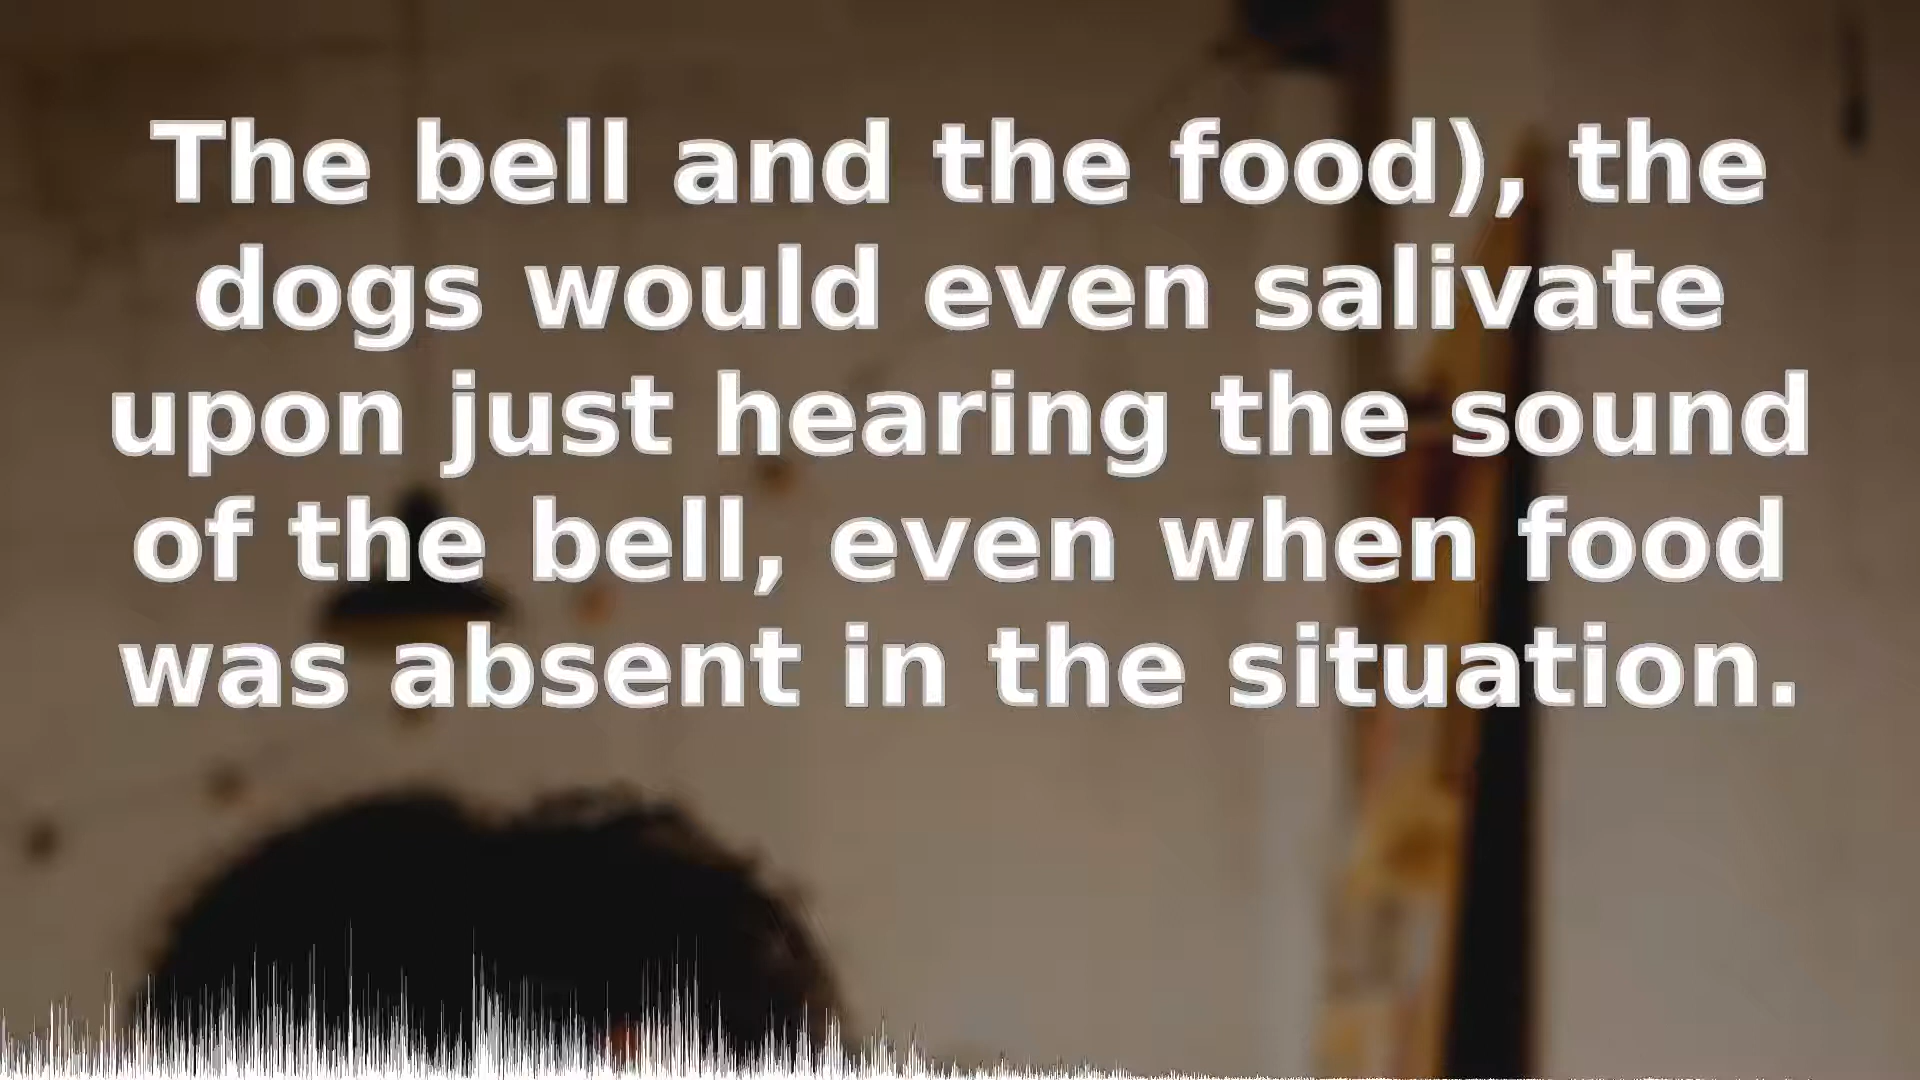 The bell and the food), the
dogs would even salivate
upon just hearing the sound
of the bell, even when food
was absent in the situation.